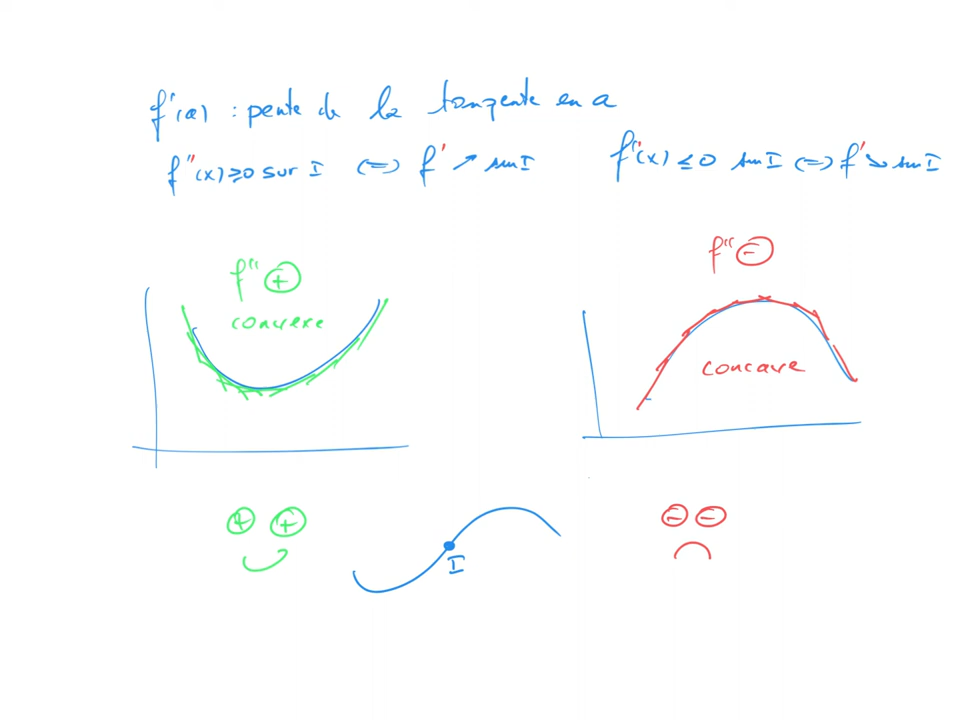 f'(a) : pente de la tangente en a
f''(x) ≥ 0 sur I ⟺ f' ↗ sur I
f''(x) ≤ 0 sur I ⟺ f' ↘ sur I
f'' ⊕
f'' ⊖
convexe
concave
⊕ ⊕
⊖ ⊖
I